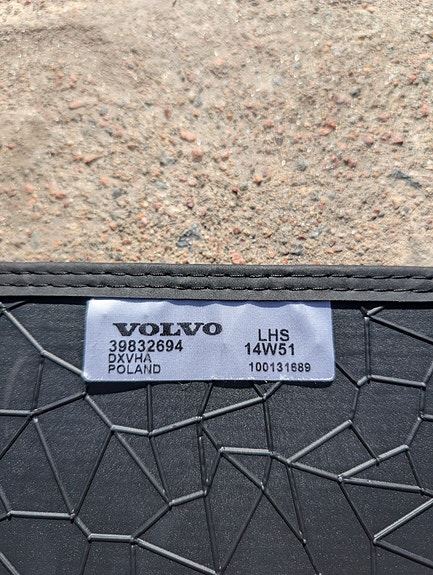 VOLVO LHS
39832694 14W51
DXVHA
POLAND 100131689